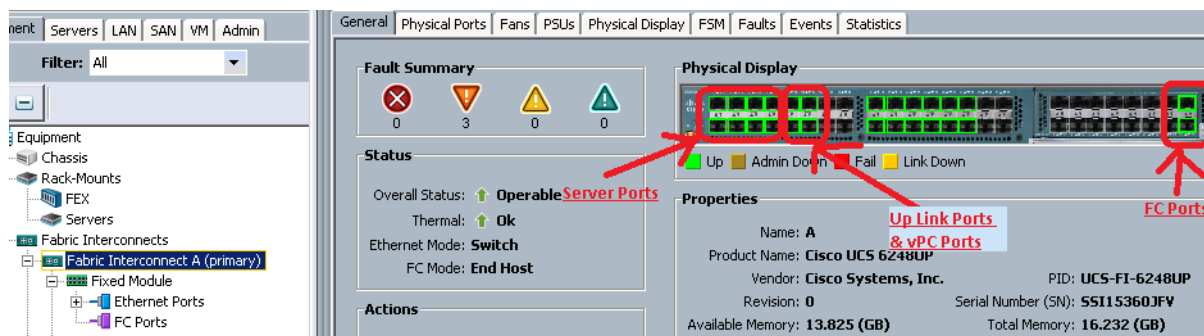 ment Servers LAN SAN VM Admin
Filter: All
Equipment
Chassis
Rack-Mounts
FEX
Servers
Fabric Interconnects
Fabric Interconnect A (primary)
Fixed Module
Ethernet Ports
FC Ports
General Physical Ports Fans PSUs Physical Display FSM Faults Events Statistics
Fault Summary
0 3 0 0
Status
Overall Status: Operable
Thermal: Ok
Ethernet Mode: Switch
FC Mode: End Host
Actions
Physical Display
Up Admin Down Fail Link Down
Server Ports
Up Link Ports
& vPC Ports
FC Ports
Properties
Name: A
Product Name: Cisco UCS 6248UP
Vendor: Cisco Systems, Inc. PID: UCS-FI-6248UP
Revision: 0 Serial Number (SN): SSI15360JFV
Available Memory: 13.825 (GB) Total Memory: 16.232 (GB)